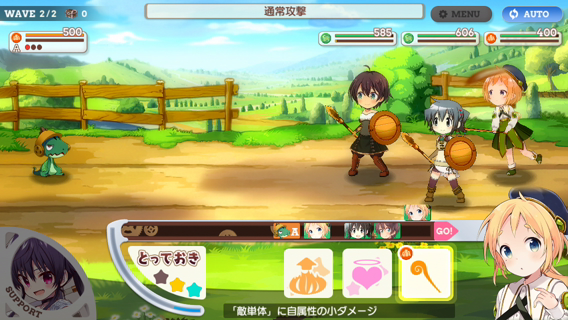 WAVE 2/2 0
通常攻撃
MENU
AUTO
500
A
585
606
400
A
GO!
とっておき
SUPPORT
「敵単体」に自属性の小ダメージ